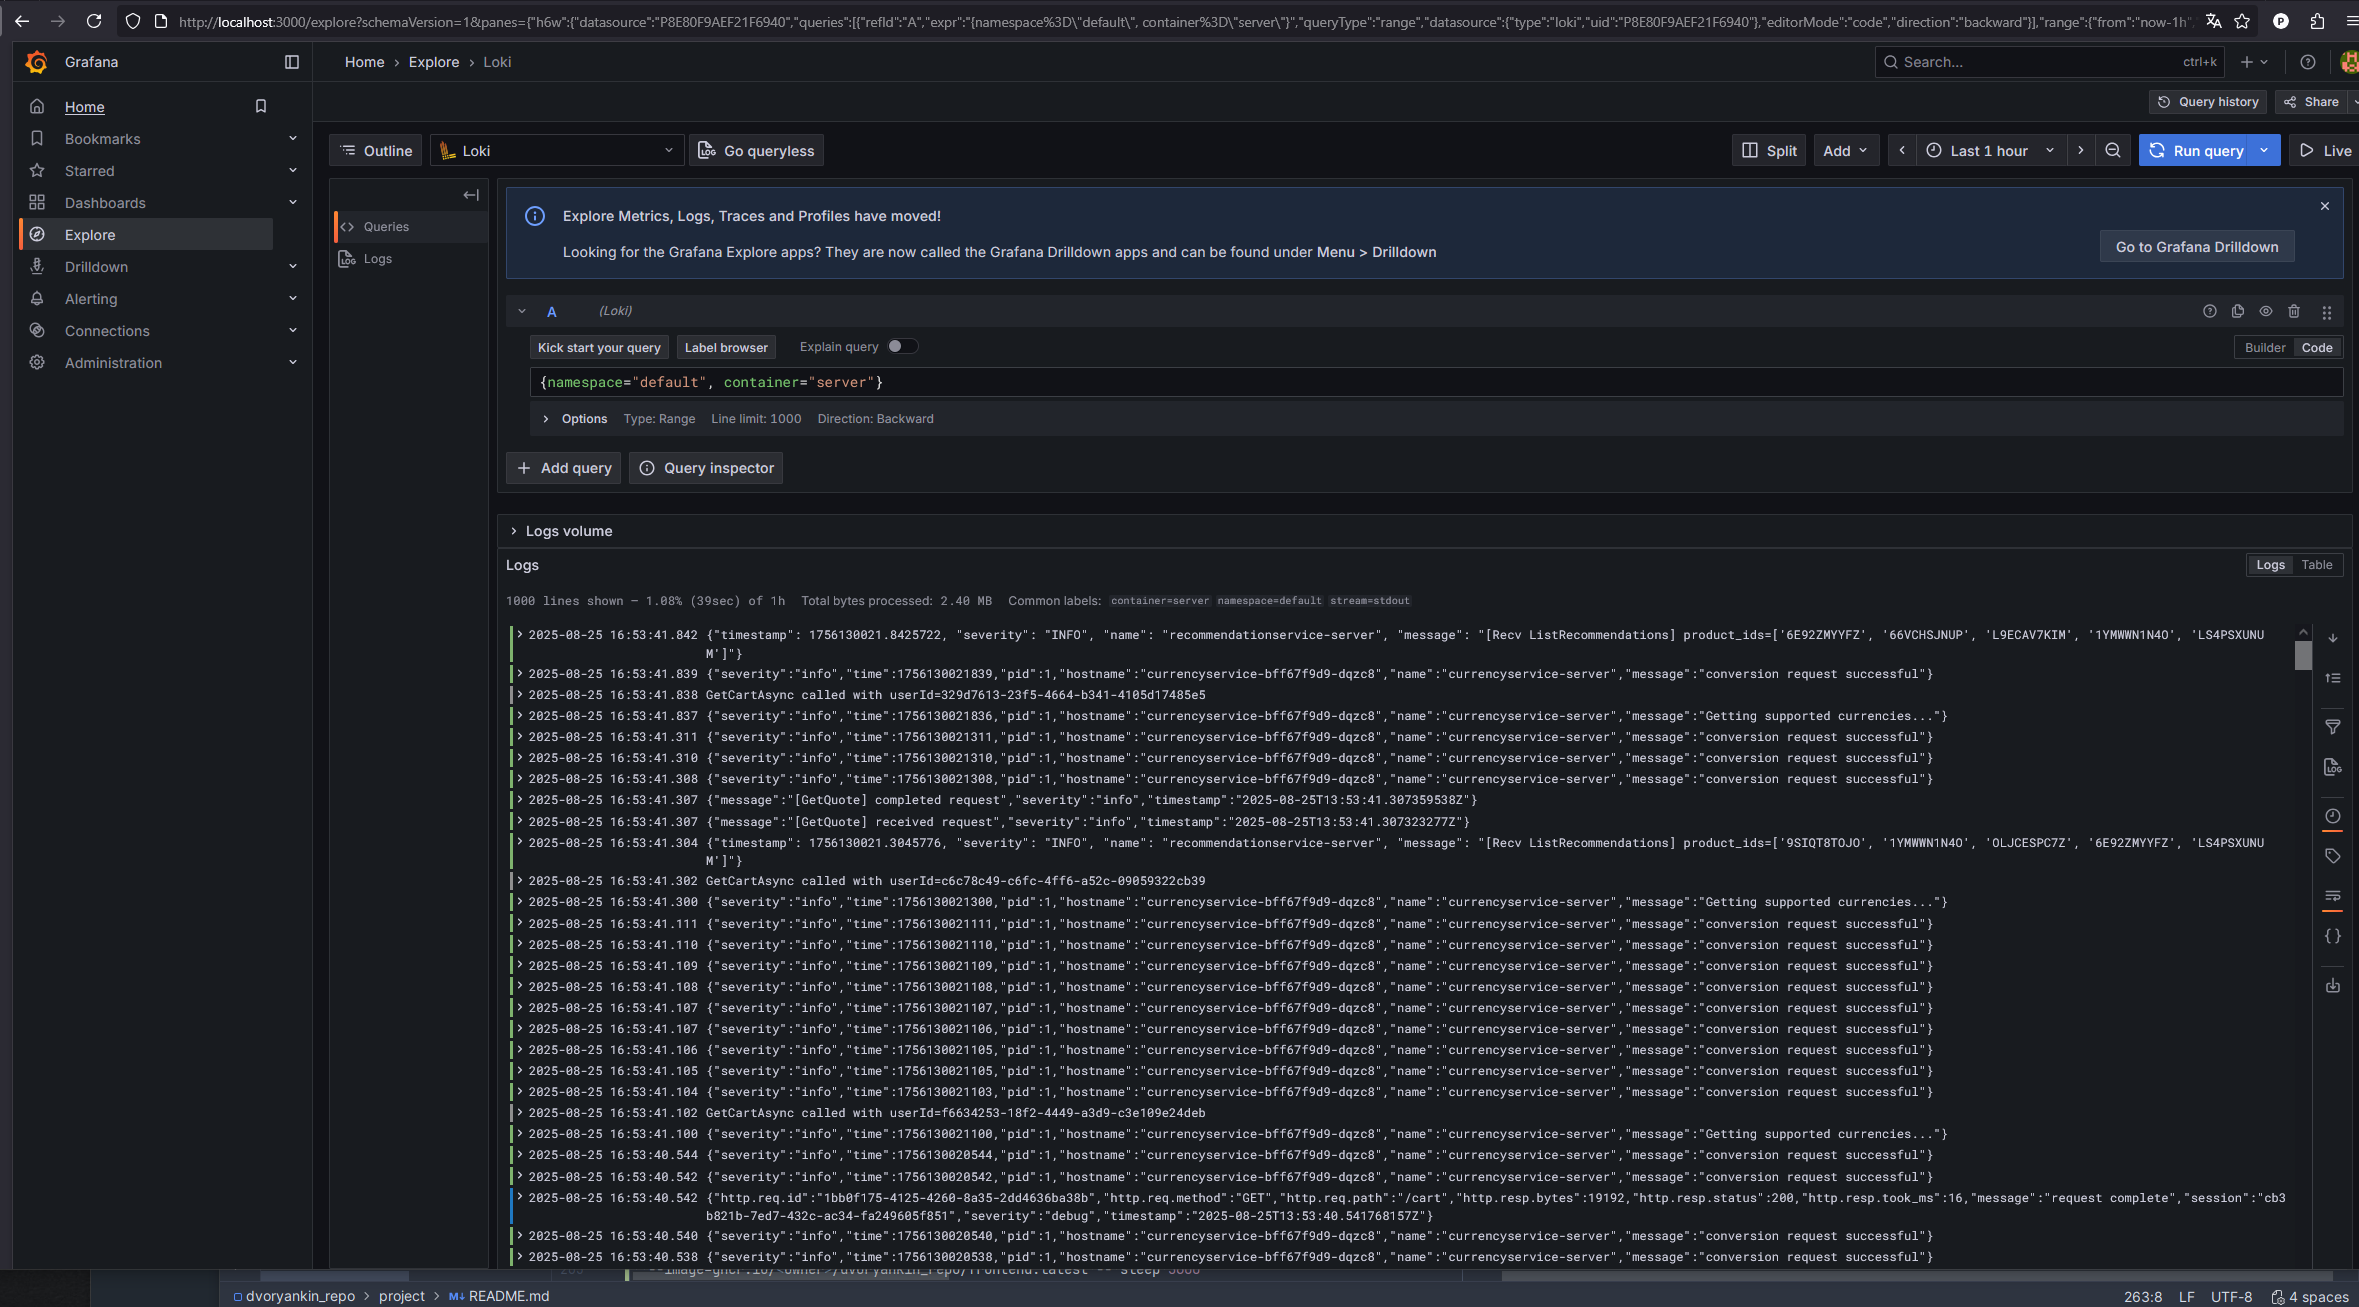 http://localhost:3000/explore?schemaVersion=1&panes={"h6w":{"datasource":"P8E80F9AEF21F6940","queries":[{"refId":"A","expr":"{namespace%3D\"default\", container%3D\"server\"}","queryType":"range","datasource":{"type":"loki","uid":"P8E80F9AEF21F6940"},"editorMode":"code","direction":"backward"}],"range":{"from":"now-1h",
Grafana
Home › Explore › Loki
Search... ctrl+k
Home
Query history Share
Bookmarks
Outline Loki Go queryless Split Add Last 1 hour Run query Live
Starred
Dashboards
Explore
Drilldown
Alerting
Connections
Administration
Queries
Logs
Explore Metrics, Logs, Traces and Profiles have moved!
Looking for the Grafana Explore apps? They are now called the Grafana Drilldown apps and can be found under Menu > Drilldown
Go to Grafana Drilldown
A (Loki)
Kick start your query Label browser Explain query Builder Code
{namespace="default", container="server"}
Options Type: Range Line limit: 1000 Direction: Backward
+ Add query Query inspector
Logs volume
Logs
Logs Table
1000 lines shown — 1.08% (39sec) of 1h Total bytes processed: 2.40 MB Common labels: container=server namespace=default stream=stdout
2025-08-25 16:53:41.842 {"timestamp": 1756130021.8425722, "severity": "INFO", "name": "recommendationservice-server", "message": "[Recv ListRecommendations] product_ids=['6E92ZMYYFZ', '66VCHSJNUP', 'L9ECAV7KIM', '1YMWWN1N4O', 'LS4PSXUNU
M']"}
2025-08-25 16:53:41.839 {"severity":"info","time":1756130021839,"pid":1,"hostname":"currencyservice-bff67f9d9-dqzc8","name":"currencyservice-server","message":"conversion request successful"}
2025-08-25 16:53:41.838 GetCartAsync called with userId=329d7613-23f5-4664-b341-4105d17485e5
2025-08-25 16:53:41.837 {"severity":"info","time":1756130021836,"pid":1,"hostname":"currencyservice-bff67f9d9-dqzc8","name":"currencyservice-server","message":"Getting supported currencies..."}
2025-08-25 16:53:41.311 {"severity":"info","time":1756130021311,"pid":1,"hostname":"currencyservice-bff67f9d9-dqzc8","name":"currencyservice-server","message":"conversion request successful"}
2025-08-25 16:53:41.310 {"severity":"info","time":1756130021310,"pid":1,"hostname":"currencyservice-bff67f9d9-dqzc8","name":"currencyservice-server","message":"conversion request successful"}
2025-08-25 16:53:41.308 {"severity":"info","time":1756130021308,"pid":1,"hostname":"currencyservice-bff67f9d9-dqzc8","name":"currencyservice-server","message":"conversion request successful"}
2025-08-25 16:53:41.307 {"message":"[GetQuote] completed request","severity":"info","timestamp":"2025-08-25T13:53:41.307359538Z"}
2025-08-25 16:53:41.307 {"message":"[GetQuote] received request","severity":"info","timestamp":"2025-08-25T13:53:41.307323277Z"}
2025-08-25 16:53:41.304 {"timestamp": 1756130021.3045776, "severity": "INFO", "name": "recommendationservice-server", "message": "[Recv ListRecommendations] product_ids=['9SIQT8TOJO', '1YMWWN1N4O', 'OLJCESPC7Z', '6E92ZMYYFZ', 'LS4PSXUNU
M']"}
2025-08-25 16:53:41.302 GetCartAsync called with userId=c6c78c49-c6fc-4ff6-a52c-09059322cb39
2025-08-25 16:53:41.300 {"severity":"info","time":1756130021300,"pid":1,"hostname":"currencyservice-bff67f9d9-dqzc8","name":"currencyservice-server","message":"Getting supported currencies..."}
2025-08-25 16:53:41.111 {"severity":"info","time":1756130021111,"pid":1,"hostname":"currencyservice-bff67f9d9-dqzc8","name":"currencyservice-server","message":"conversion request successful"}
2025-08-25 16:53:41.110 {"severity":"info","time":1756130021110,"pid":1,"hostname":"currencyservice-bff67f9d9-dqzc8","name":"currencyservice-server","message":"conversion request successful"}
2025-08-25 16:53:41.109 {"severity":"info","time":1756130021109,"pid":1,"hostname":"currencyservice-bff67f9d9-dqzc8","name":"currencyservice-server","message":"conversion request successful"}
2025-08-25 16:53:41.108 {"severity":"info","time":1756130021108,"pid":1,"hostname":"currencyservice-bff67f9d9-dqzc8","name":"currencyservice-server","message":"conversion request successful"}
2025-08-25 16:53:41.107 {"severity":"info","time":1756130021107,"pid":1,"hostname":"currencyservice-bff67f9d9-dqzc8","name":"currencyservice-server","message":"conversion request successful"}
2025-08-25 16:53:41.107 {"severity":"info","time":1756130021106,"pid":1,"hostname":"currencyservice-bff67f9d9-dqzc8","name":"currencyservice-server","message":"conversion request successful"}
2025-08-25 16:53:41.106 {"severity":"info","time":1756130021105,"pid":1,"hostname":"currencyservice-bff67f9d9-dqzc8","name":"currencyservice-server","message":"conversion request successful"}
2025-08-25 16:53:41.105 {"severity":"info","time":1756130021105,"pid":1,"hostname":"currencyservice-bff67f9d9-dqzc8","name":"currencyservice-server","message":"conversion request successful"}
2025-08-25 16:53:41.104 {"severity":"info","time":1756130021103,"pid":1,"hostname":"currencyservice-bff67f9d9-dqzc8","name":"currencyservice-server","message":"conversion request successful"}
2025-08-25 16:53:41.102 GetCartAsync called with userId=f6634253-18f2-4449-a3d9-c3e109e24deb
2025-08-25 16:53:41.100 {"severity":"info","time":1756130021100,"pid":1,"hostname":"currencyservice-bff67f9d9-dqzc8","name":"currencyservice-server","message":"Getting supported currencies..."}
2025-08-25 16:53:40.544 {"severity":"info","time":1756130020544,"pid":1,"hostname":"currencyservice-bff67f9d9-dqzc8","name":"currencyservice-server","message":"conversion request successful"}
2025-08-25 16:53:40.542 {"severity":"info","time":1756130020542,"pid":1,"hostname":"currencyservice-bff67f9d9-dqzc8","name":"currencyservice-server","message":"conversion request successful"}
2025-08-25 16:53:40.542 {"http.req.id":"1bb0f175-4125-4260-8a35-2dd4636ba38b","http.req.method":"GET","http.req.path":"/cart","http.resp.bytes":19192,"http.resp.status":200,"http.resp.took_ms":16,"message":"request complete","session":"cb3
b821b-7ed7-432c-ac34-fa249605f851","severity":"debug","timestamp":"2025-08-25T13:53:40.541768157Z"}
2025-08-25 16:53:40.540 {"severity":"info","time":1756130020540,"pid":1,"hostname":"currencyservice-bff67f9d9-dqzc8","name":"currencyservice-server","message":"conversion request successful"}
2025-08-25 16:53:40.538 {"severity":"info","time":1756130020538,"pid":1,"hostname":"currencyservice-bff67f9d9-dqzc8","name":"currencyservice-server","message":"conversion request successful"}
dvoryankin_repo › project › README.md 263:8 LF UTF-8 4 spaces